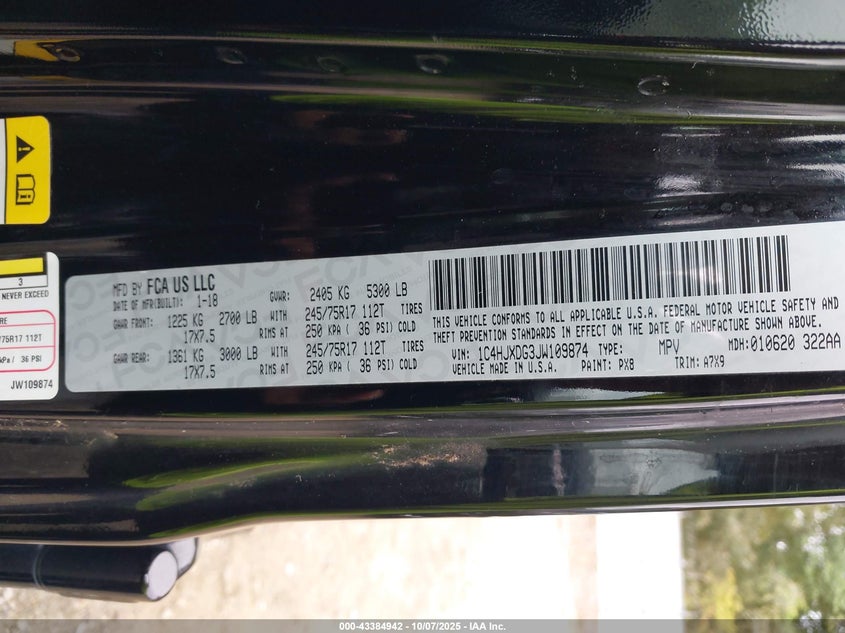 3
NEVER EXCEED
75R17 112T
kPa / 36 PSI
JW109874
MFD BY FCA US LLC
DATE OF MFR(BUILT): 1-18
GVWR: 2405 KG 5300 LB
GAWR FRONT: 1225 KG 2700 LB WITH 245/75R17 112T TIRES
17X7.5 RIMS AT 250 KPA ( 36 PSI) COLD
GAWR REAR: 1361 KG 3000 LB WITH 245/75R17 112T TIRES
17X7.5 RIMS AT 250 KPA ( 36 PSI) COLD
THIS VEHICLE CONFORMS TO ALL APPLICABLE U.S.A. FEDERAL MOTOR VEHICLE SAFETY AND
THEFT PREVENTION STANDARDS IN EFFECT ON THE DATE OF MANUFACTURE SHOWN ABOVE.
VIN: 1C4HJXDG3JW109874 TYPE: MPV MDH: 010620 322AA
VEHICLE MADE IN U.S.A. PAINT: PX8 TRIM: A7X9
000-43384942 - 10/07/2025 - IAA Inc.